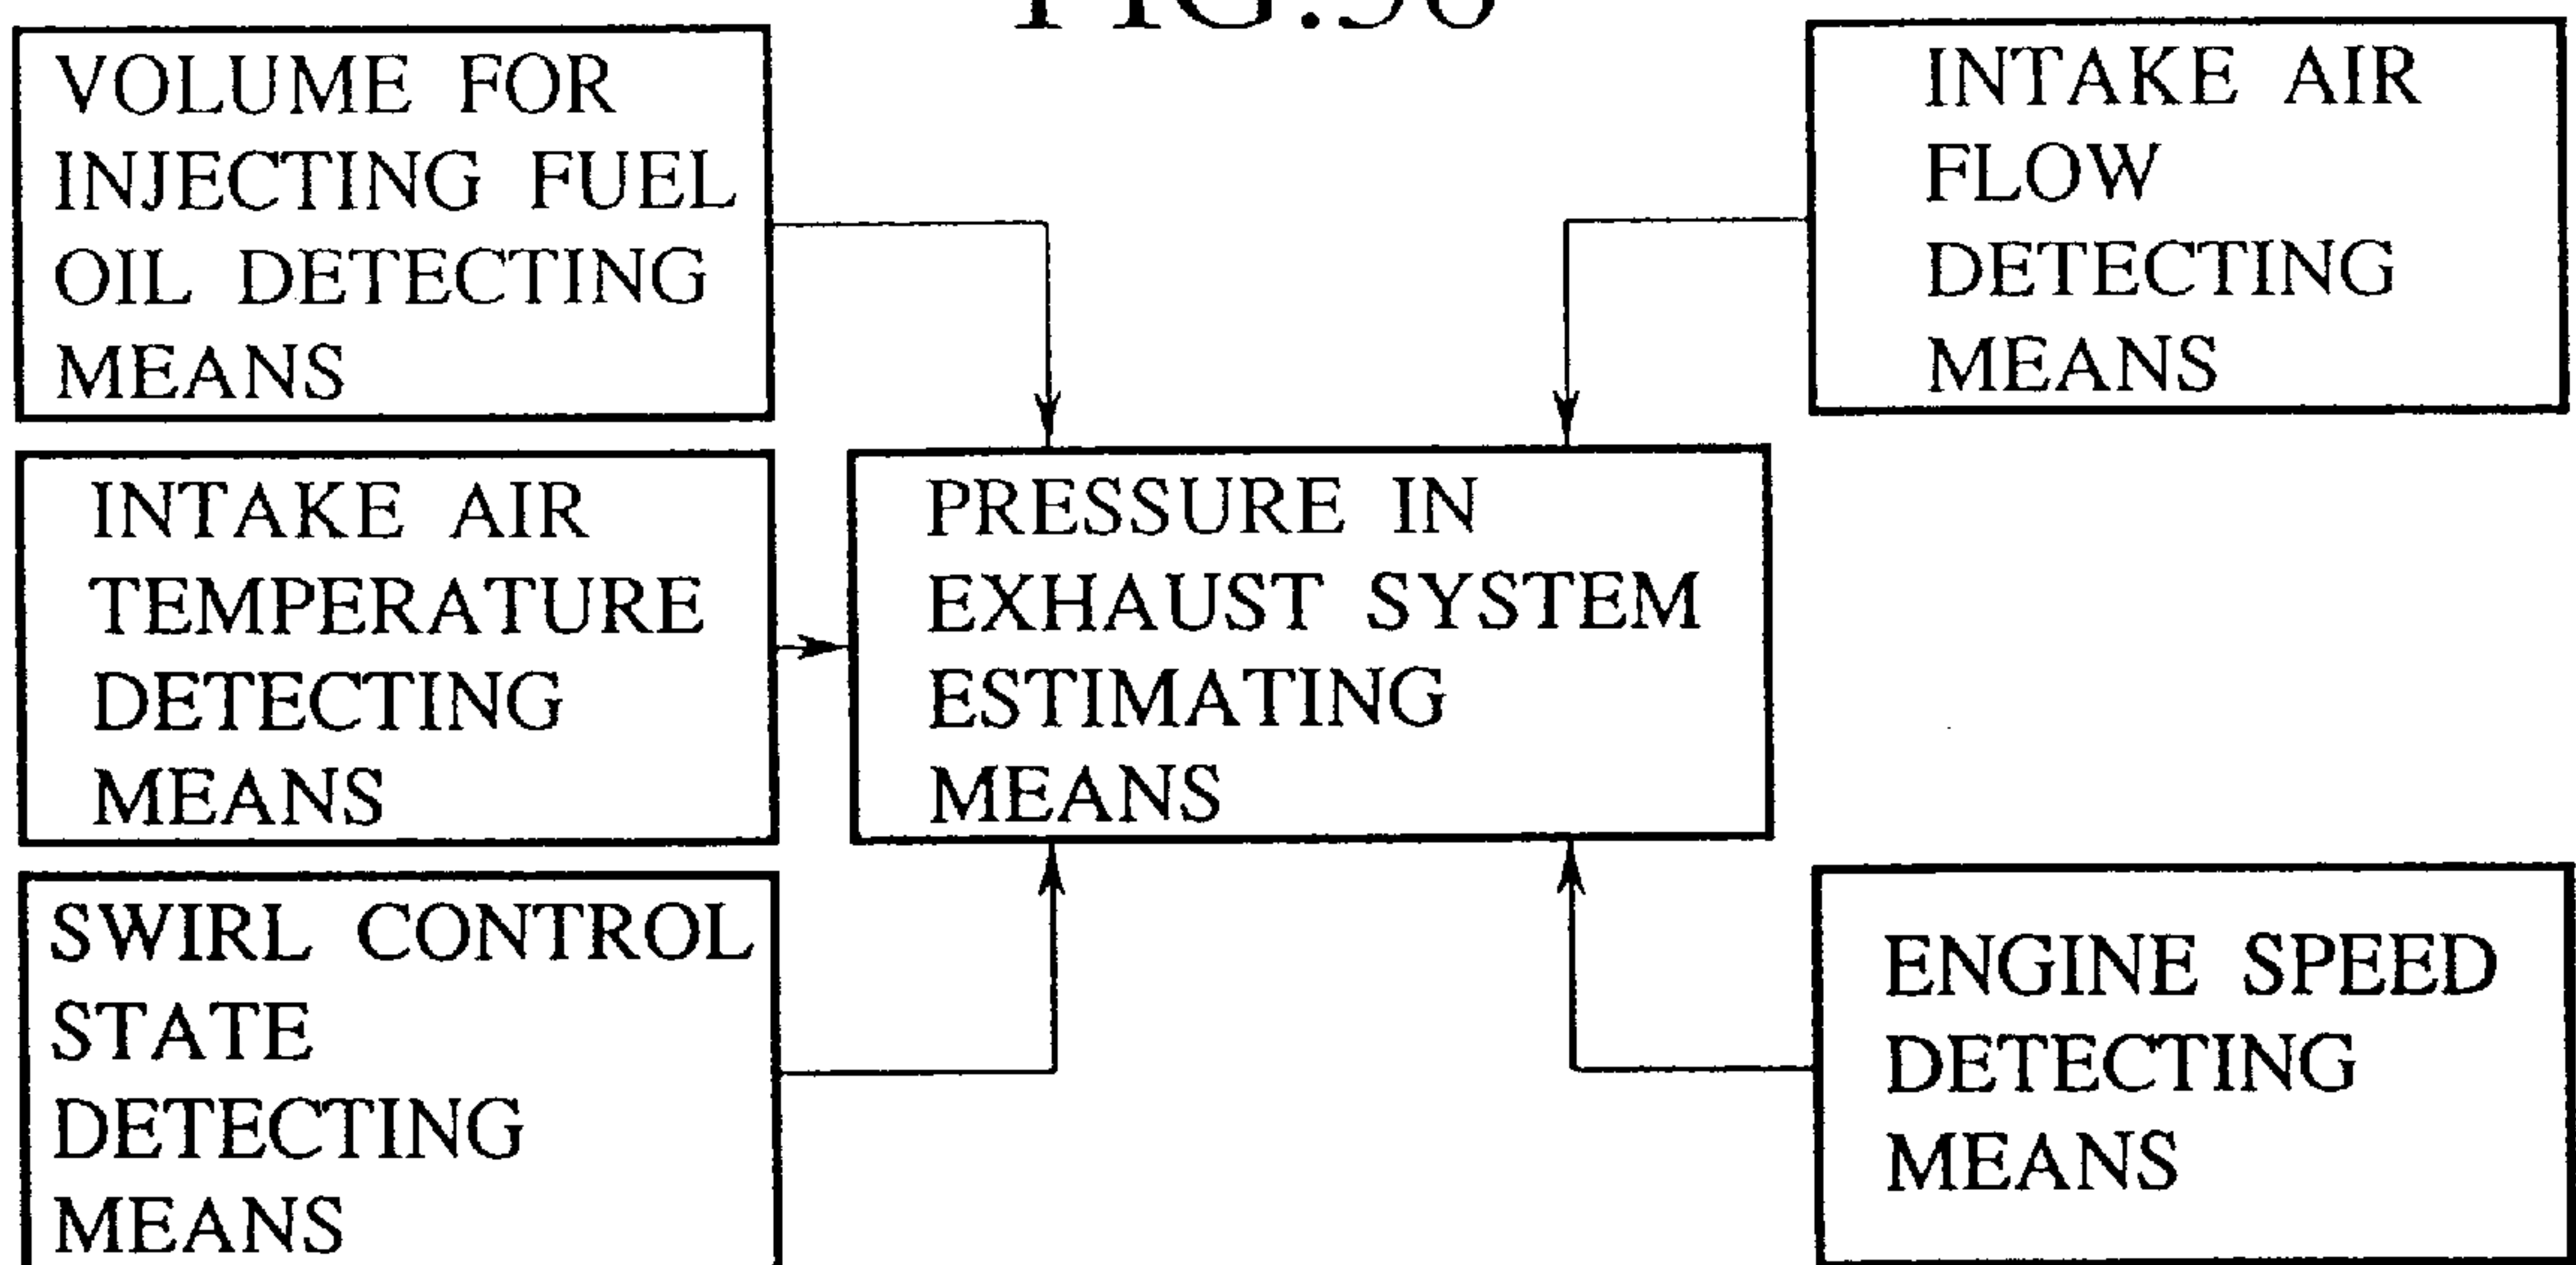 FIG.
VOLUME FOR
INJECTING FUEL
OIL DETECTING
MEANS
INTAKE AIR
FLOW
DETECTING
MEANS
INTAKE AIR
TEMPERATURE
DETECTING
MEANS
PRESSURE IN
EXHAUST SYSTEM
ESTIMATING
MEANS
SWIRL CONTROL
STATE
DETECTING
MEANS
ENGINE SPEED
DETECTING
MEANS